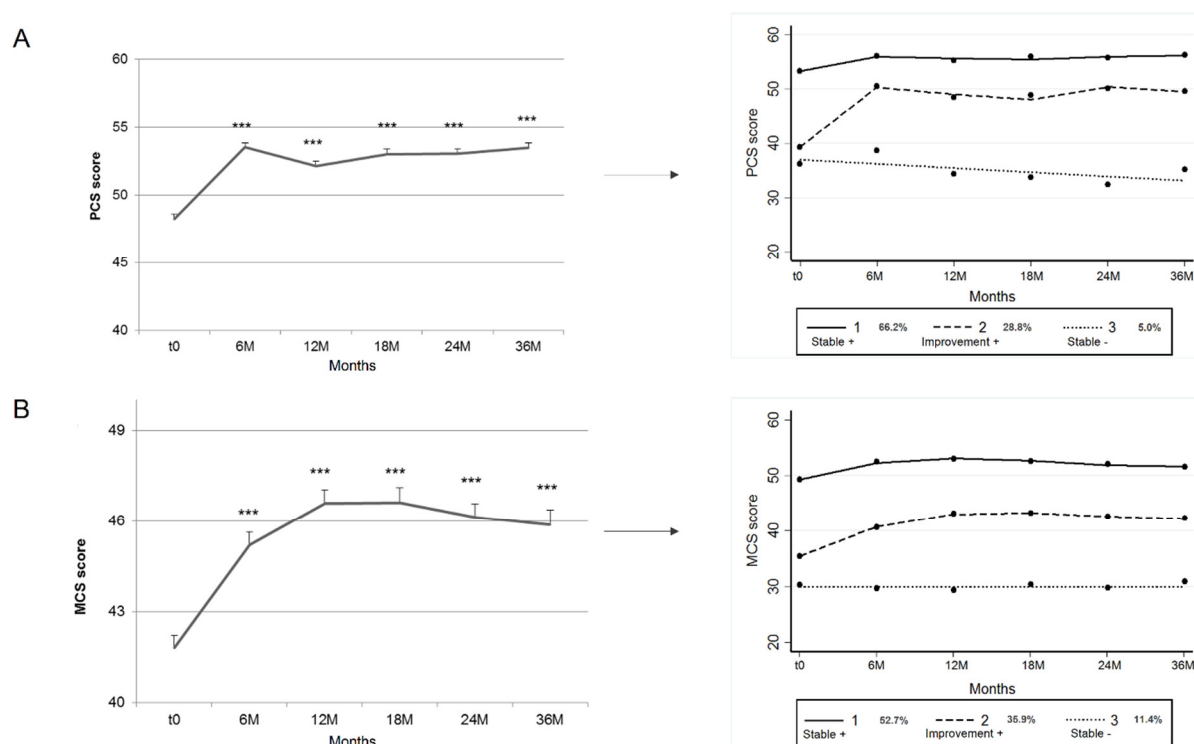 A
PCS score
60
55
50
45
40
***
***
***
***
***
t0 6M 12M 18M 24M 36M
Months
PCS score
60
50
40
30
20
t0 6M 12M 18M 24M 36M
Months
1 66.2% 2 28.8% 3 5.0%
Stable + Improvement + Stable -
B
MCS score
49
46
43
40
***
***
***
***
***
t0 6M 12M 18M 24M 36M
Months
MCS score
60
50
40
30
20
t0 6M 12M 18M 24M 36M
Months
1 52.7% 2 35.9% 3 11.4%
Stable + Improvement + Stable -